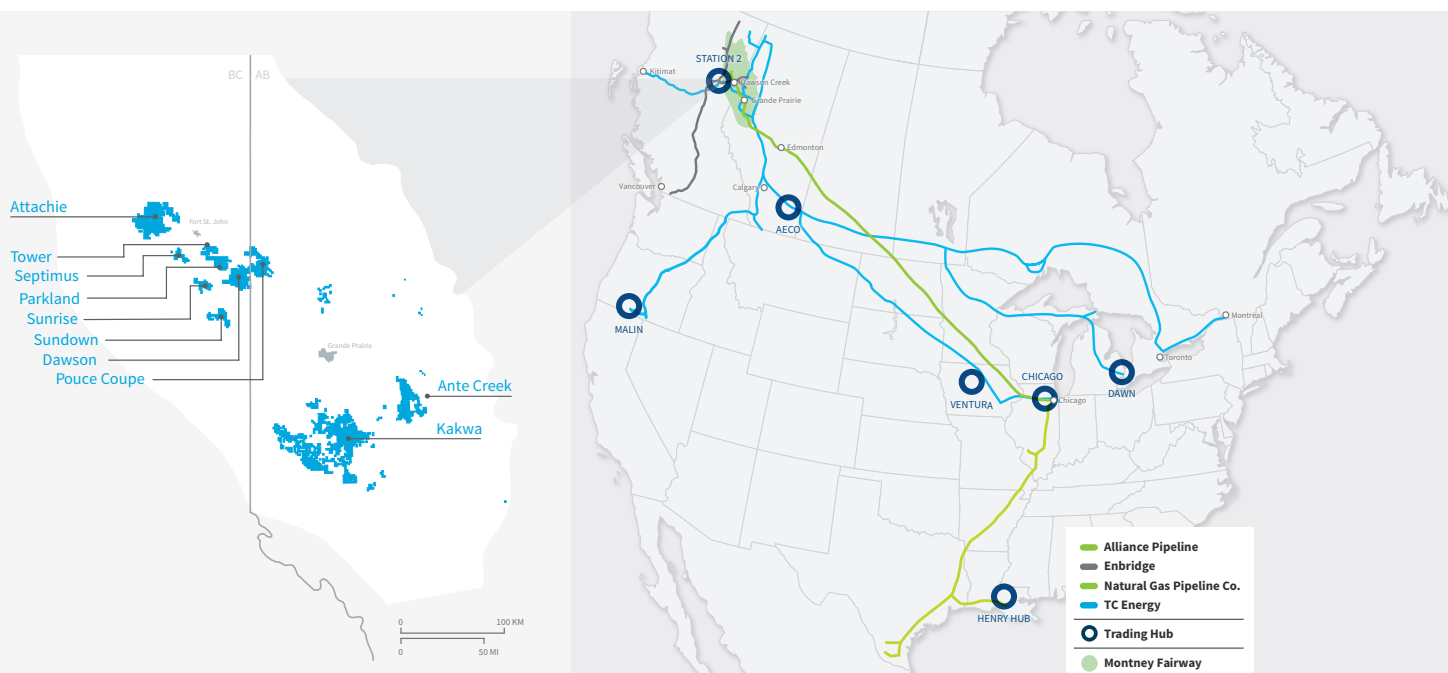 BC AB
Attachie
Fort St. John
Tower
Septimus
Parkland
Sunrise
Sundown
Dawson
Pouce Coupe
Grande Prairie
Ante Creek
Kakwa
0 100 KM
0 50 MI
STATION 2
Kitimat
Dawson Creek
Grande Prairie
Edmonton
Vancouver
Calgary
AECO
MALIN
Montreal
Toronto
DAWN
CHICAGO
Chicago
VENTURA
HENRY HUB
Alliance Pipeline
Enbridge
Natural Gas Pipeline Co.
TC Energy
Trading Hub
Montney Fairway